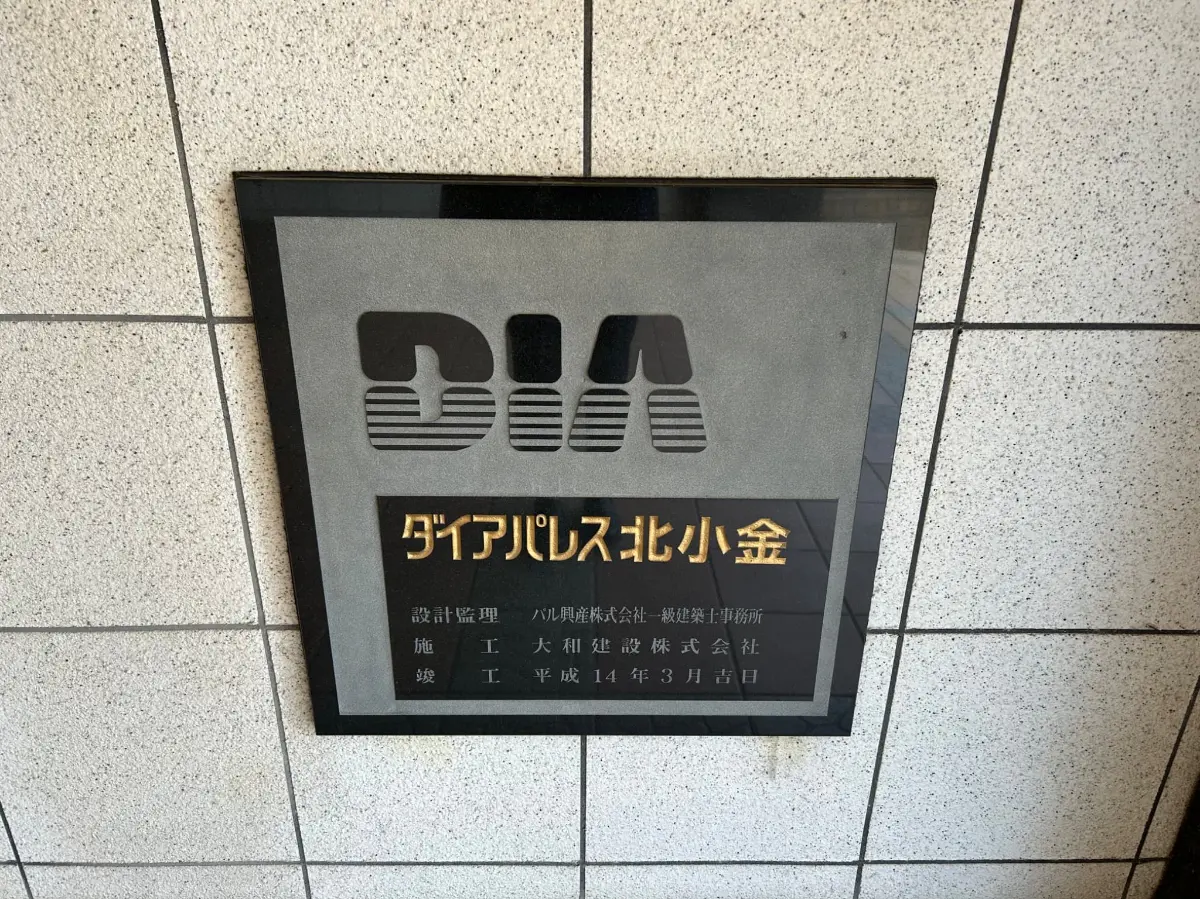 DIA
ダイアパレス北小金
設計監理 パル興産株式会社一級建築士事務所
施工 大和建設株式会社
竣工 平成14年3月吉日